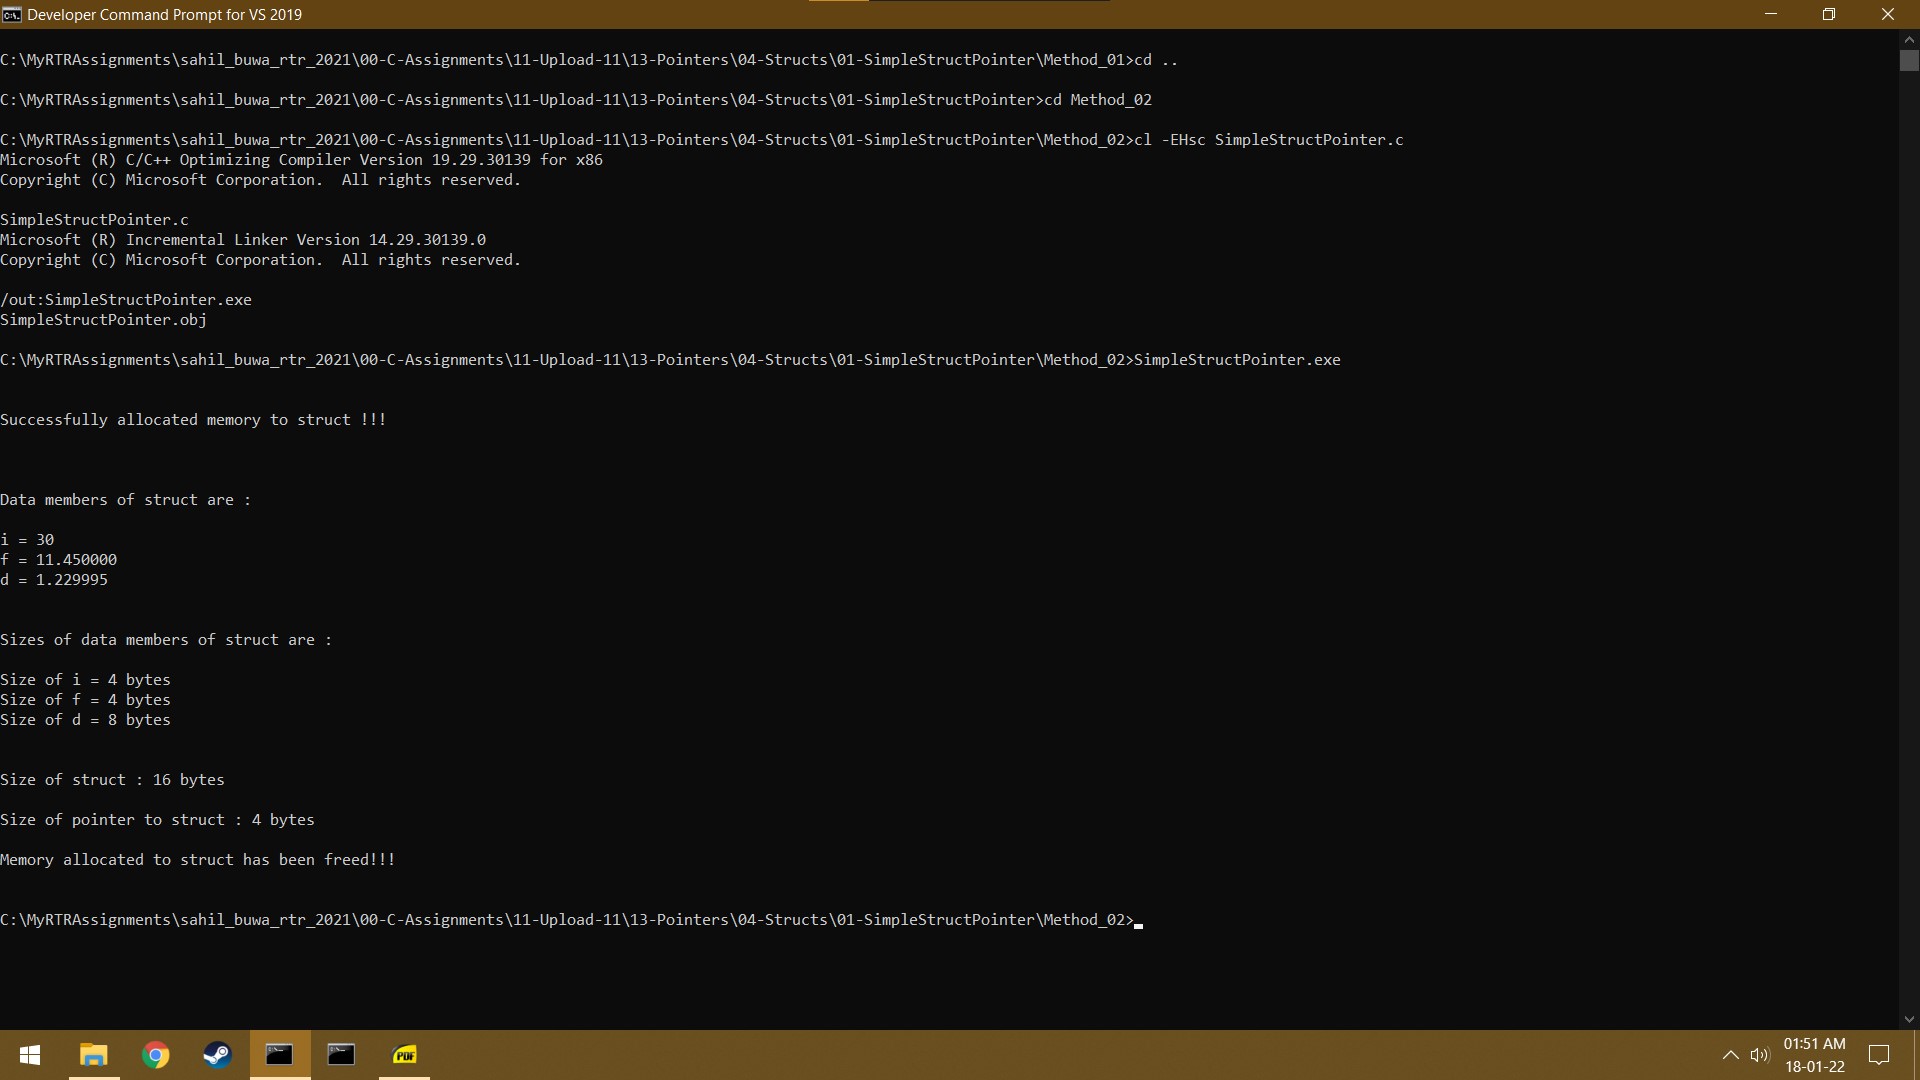 Developer Command Prompt for VS 2019
C:\MyRTRAssignments\sahil_buwa_rtr_2021\00-C-Assignments\11-Upload-11\13-Pointers\04-Structs\01-SimpleStructPointer\Method_01>cd ..
C:\MyRTRAssignments\sahil_buwa_rtr_2021\00-C-Assignments\11-Upload-11\13-Pointers\04-Structs\01-SimpleStructPointer>cd Method_02
C:\MyRTRAssignments\sahil_buwa_rtr_2021\00-C-Assignments\11-Upload-11\13-Pointers\04-Structs\01-SimpleStructPointer\Method_02>cl -EHsc SimpleStructPointer.c
Microsoft (R) C/C++ Optimizing Compiler Version 19.29.30139 for x86
Copyright (C) Microsoft Corporation.  All rights reserved.
SimpleStructPointer.c
Microsoft (R) Incremental Linker Version 14.29.30139.0
Copyright (C) Microsoft Corporation.  All rights reserved.
/out:SimpleStructPointer.exe
SimpleStructPointer.obj
C:\MyRTRAssignments\sahil_buwa_rtr_2021\00-C-Assignments\11-Upload-11\13-Pointers\04-Structs\01-SimpleStructPointer\Method_02>SimpleStructPointer.exe
Successfully allocated memory to struct !!!
Data members of struct are :
i = 30
f = 11.450000
d = 1.229995
Sizes of data members of struct are :
Size of i = 4 bytes
Size of f = 4 bytes
Size of d = 8 bytes
Size of struct : 16 bytes
Size of pointer to struct : 4 bytes
Memory allocated to struct has been freed!!!
C:\MyRTRAssignments\sahil_buwa_rtr_2021\00-C-Assignments\11-Upload-11\13-Pointers\04-Structs\01-SimpleStructPointer\Method_02>
PDF
01:51 AM
18-01-22